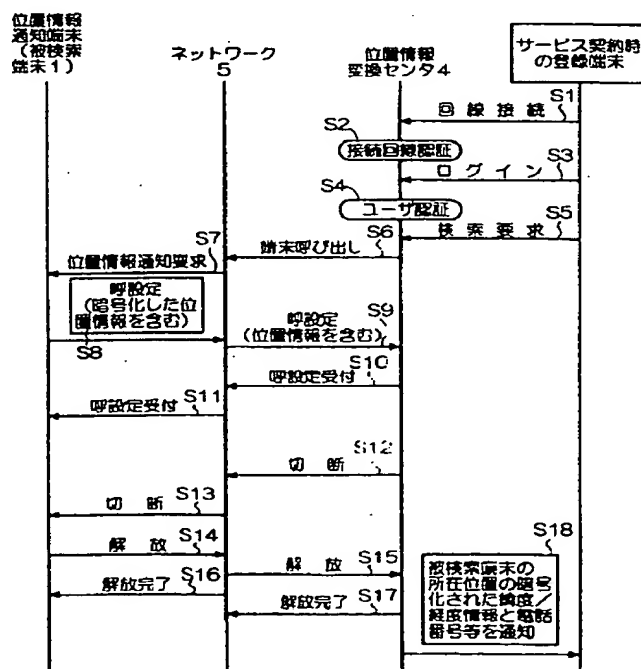 位置情報
通知端末
(被検索
端末1)
ネットワーク
5
位置情報
変換センタ4
サービス契約時
の登録端末
S1
回線接続
S2
接続回線認証
S3
ログイン
S4
ユーザ認証
S5
検索要求
S6
端末呼び出し
S7
位置情報通知要求
呼設定
(暗号化した位
置情報を含む)
S8
S9
呼設定
(位置情報を含む)
S10
呼設定受付
S11
呼設定受付
S12
切断
S13
切断
S14
解放
S15
解放
S16
解放完了
S17
解放完了
S18
被検索端末の
所在位置の暗号
化された緯度/
経度情報と電話
番号等を通知